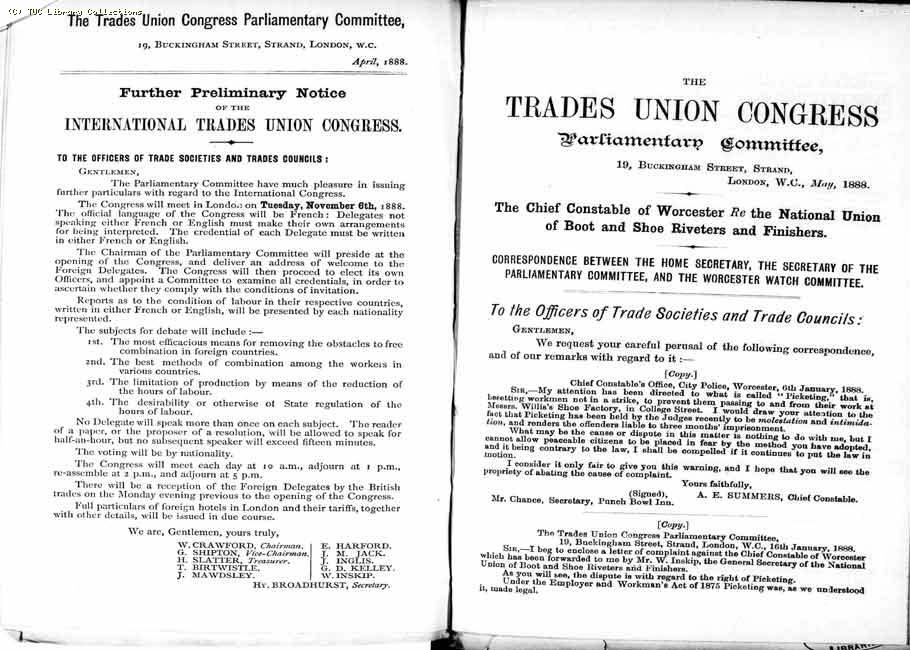 (C) TUC Library Collections
The Trades Union Congress Parliamentary Committee,
19, BUCKINGHAM STREET, STRAND, LONDON, W.C.
April, 1888.
Further Preliminary Notice
OF THE
INTERNATIONAL TRADES UNION CONGRESS.
TO THE OFFICERS OF TRADE SOCIETIES AND TRADES COUNCILS :
GENTLEMEN,
The Parliamentary Committee have much pleasure in issuing
further particulars with regard to the International Congress.
The Congress will meet in London on Tuesday, November 6th, 1888.
The official language of the Congress will be French : Delegates not
speaking either French or English must make their own arrangements
for being interpreted. The credential of each Delegate must be written
in either French or English.
The Chairman of the Parliamentary Committee will preside at the
opening of the Congress, and deliver an address of welcome to the
Foreign Delegates. The Congress will then proceed to elect its own
Officers, and appoint a Committee to examine all credentials, in order to
ascertain whether they comply with the conditions of invitation.
Reports as to the condition of labour in their respective countries,
written in either French or English, will be presented by each nationality
represented.
The subjects for debate will include :—
1st. The most efficacious means for removing the obstacles to free
combination in foreign countries.
2nd. The best methods of combination among the workers in
various countries.
3rd. The limitation of production by means of the reduction of
the hours of labour.
4th. The desirability or otherwise of State regulation of the
hours of labour.
No Delegate will speak more than once on each subject. The reader
of a paper, or the proposer of a resolution, will be allowed to speak for
half-an-hour, but no subsequent speaker will exceed fifteen minutes.
The voting will be by nationality.
The Congress will meet each day at 10 a.m., adjourn at 1 p.m.,
re-assemble at 2 p.m., and adjourn at 5 p.m.
There will be a reception of the Foreign Delegates by the British
trades on the Monday evening previous to the opening of the Congress.
Full particulars of foreign hotels in London and their tariffs, together
with other details, will be issued in due course.
We are, Gentlemen, yours truly,
W. CRAWFORD, Chairman. E. HARFORD.
G. SHIPTON, Vice-Chairman. J. M. JACK.
H. SLATTER, Treasurer. J. INGLIS.
T. BIRTWISTLE. G. D. KELLEY.
J. MAWDSLEY. W. INSKIP.
HY. BROADHURST, Secretary.
THE
TRADES UNION CONGRESS
Parliamentary Committee,
19, BUCKINGHAM STREET, STRAND,
LONDON, W.C., May, 1888.
The Chief Constable of Worcester Re the National Union
of Boot and Shoe Riveters and Finishers.
CORRESPONDENCE BETWEEN THE HOME SECRETARY, THE SECRETARY OF THE
PARLIAMENTARY COMMITTEE, AND THE WORCESTER WATCH COMMITTEE.
To the Officers of Trade Societies and Trade Councils:
GENTLEMEN,
We request your careful perusal of the following correspondence,
and of our remarks with regard to it :—
[Copy.]
Chief Constable's Office, City Police, Worcester, 6th January, 1888.
SIR,—My attention has been directed to what is called "Picketing," that is,
besetting workmen not in a strike, to prevent them passing to and from their work at
Messrs. Willis's Shoe Factory, in College Street. I would draw your attention to the
fact that Picketing has been held by the Judges recently to be molestation and intimida-
tion, and renders the offenders liable to three months' imprisonment.
What may be the cause or dispute in this matter is nothing to do with me, but I
cannot allow peaceable citizens to be placed in fear by the method you have adopted,
and it being contrary to the law, I shall be compelled if it continues to put the law in
motion.
I consider it only fair to give you this warning, and I hope that you will see the
propriety of abating the cause of complaint.
Yours faithfully,
(Signed), A. E. SUMMERS, Chief Constable.
Mr. Chance, Secretary, Punch Bowl Inn.
[Copy.]
The Trades Union Congress Parliamentary Committee,
19, Buckingham Street, Strand, London, W.C., 16th January, 1888.
SIR,—I beg to enclose a letter of complaint against the Chief Constable of Worcester
which has been forwarded to me by Mr. W. Inskip, the General Secretary of the National
Union of Boot and Shoe Riveters and Finishers.
As you will see, the dispute is with regard to the right of Picketing.
Under the Employer and Workman's Act of 1875 Picketing was, as we understood
it, made legal.